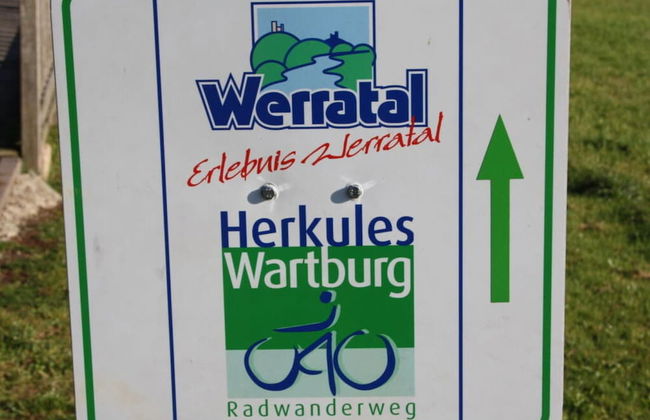 Werratal
Erlebnis Werratal
Herkules
Wartburg
Radwanderweg